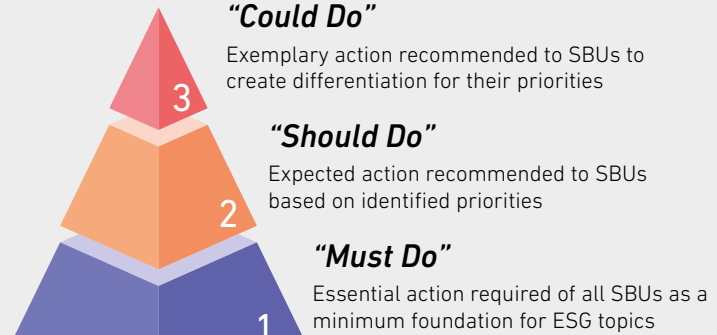 “Could Do”
Exemplary action recommended to SBUs to
create differentiation for their priorities
3
“Should Do”
Expected action recommended to SBUs
based on identified priorities
2
“Must Do”
Essential action required of all SBUs as a
minimum foundation for ESG topics
1